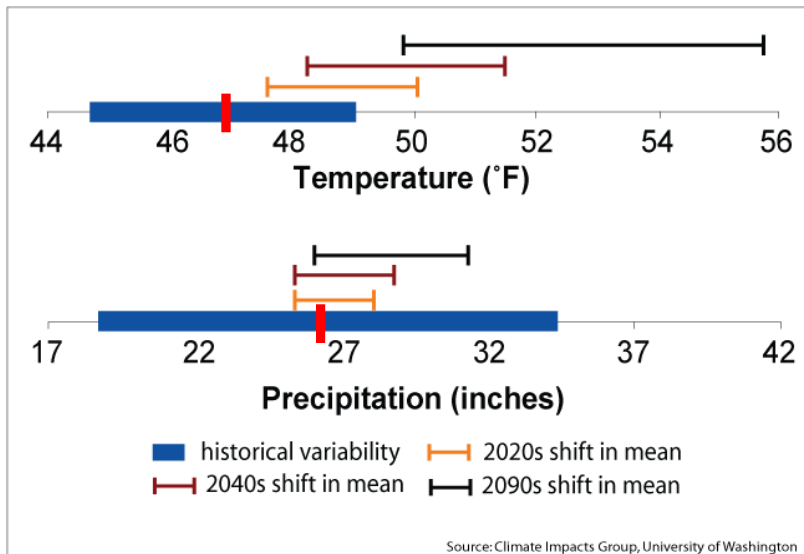 44 46 48 50 52 54 56
Temperature (˚F)
17 22 27 32 37 42
Precipitation (inches)
historical variability 2020s shift in mean
2040s shift in mean 2090s shift in mean
Source: Climate Impacts Group, University of Washington